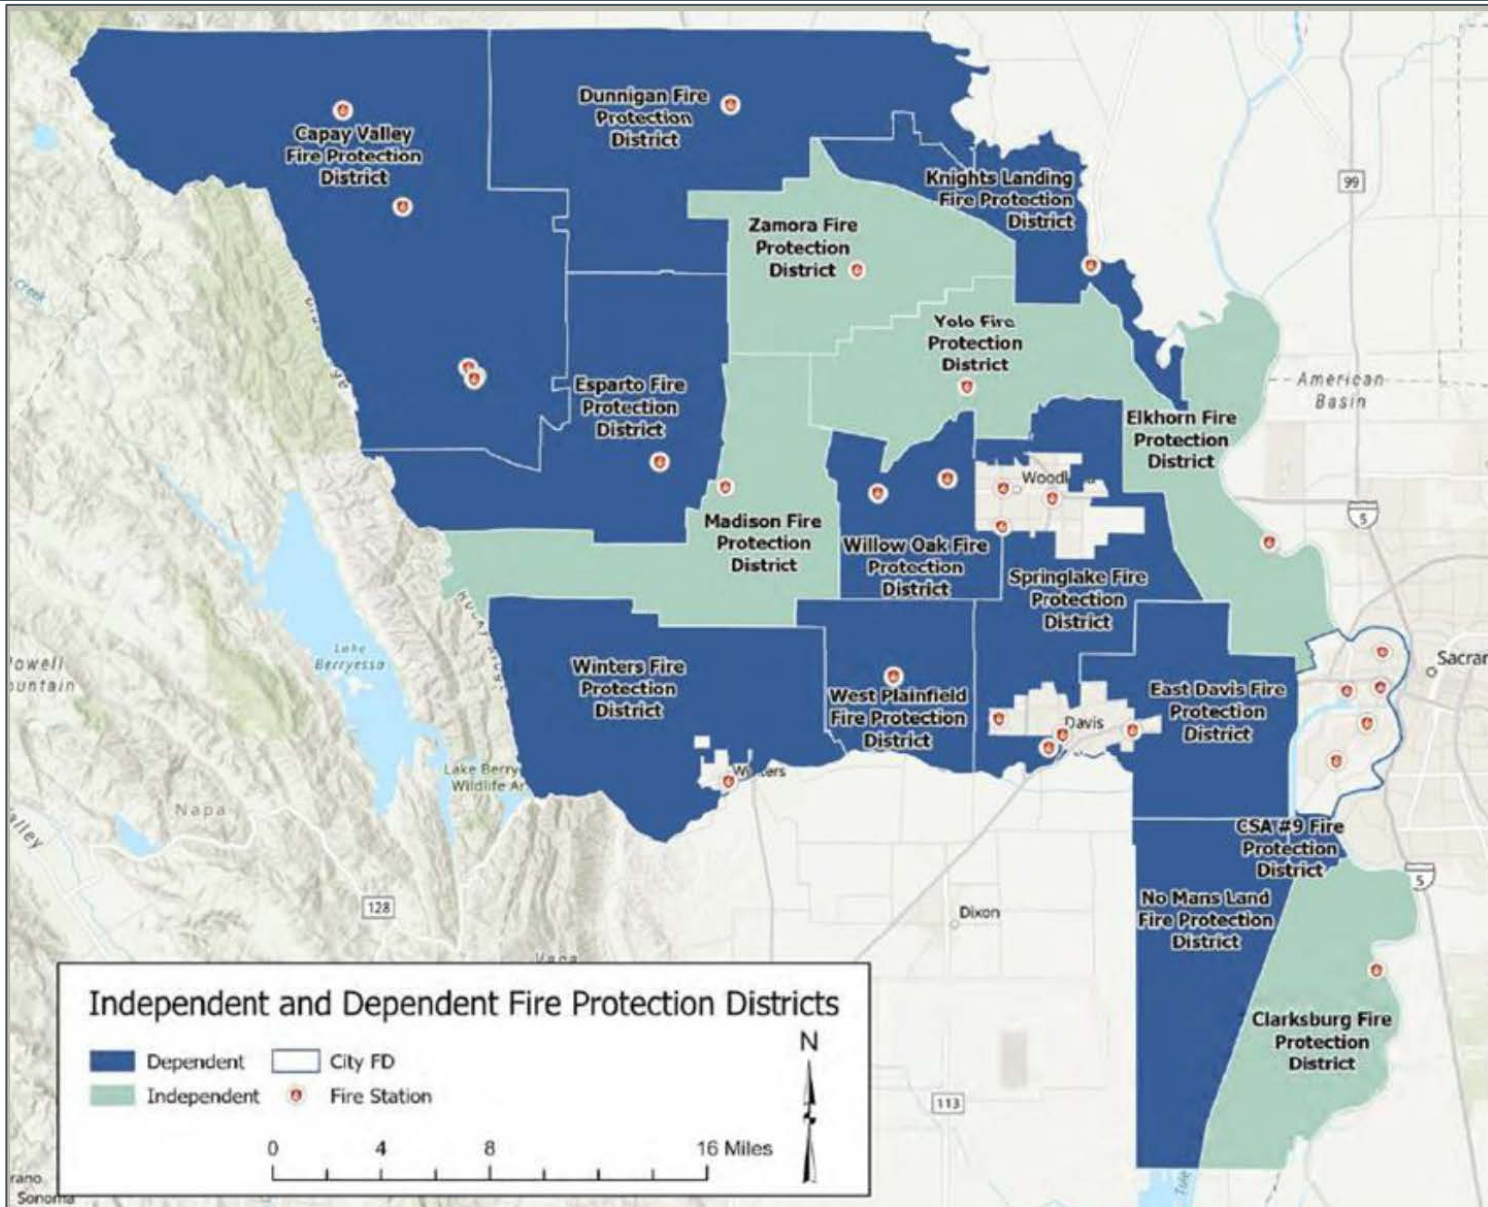 Capay Valley
Fire Protection
District
Dunnigan Fire
Protection
District
Knights Landing
Fire Protection
District
Zamora Fire
Protection
District
Yolo Fire
Protection
District
Esparto Fire
Protection
District
Elkhorn Fire
Protection
District
Madison Fire
Protection
District
Willow Oak Fire
Protection
District
Springlake Fire
Protection
District
Winters Fire
Protection
District
West Plainfield
Fire Protection
District
East Davis Fire
Protection
District
CSA #9 Fire
Protection
District
No Mans Land
Fire Protection
District
Clarksburg Fire
Protection
District
99
American
Basin
5
Creek
Lake
Berryessa
Lake Berry
Wildlife Ar
Napa
alley
128
Davis
Dixon
Sacrar
5
113
Vaca
rano
Sonoma
Independent and Dependent Fire Protection Districts
Dependent
City FD
Independent
Fire Station
N
0 4 8 16 Miles